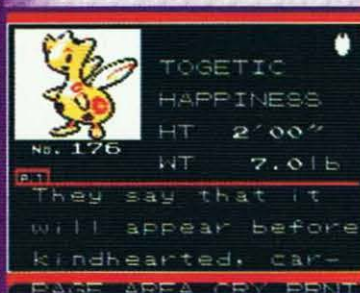 TOGETIC
HAPPINESS
HT 2'00"
No. 176
WT 7.0lb
P.1
They say that it
will appear before
kindhearted, car-
PAGE AREA CRY PRNT